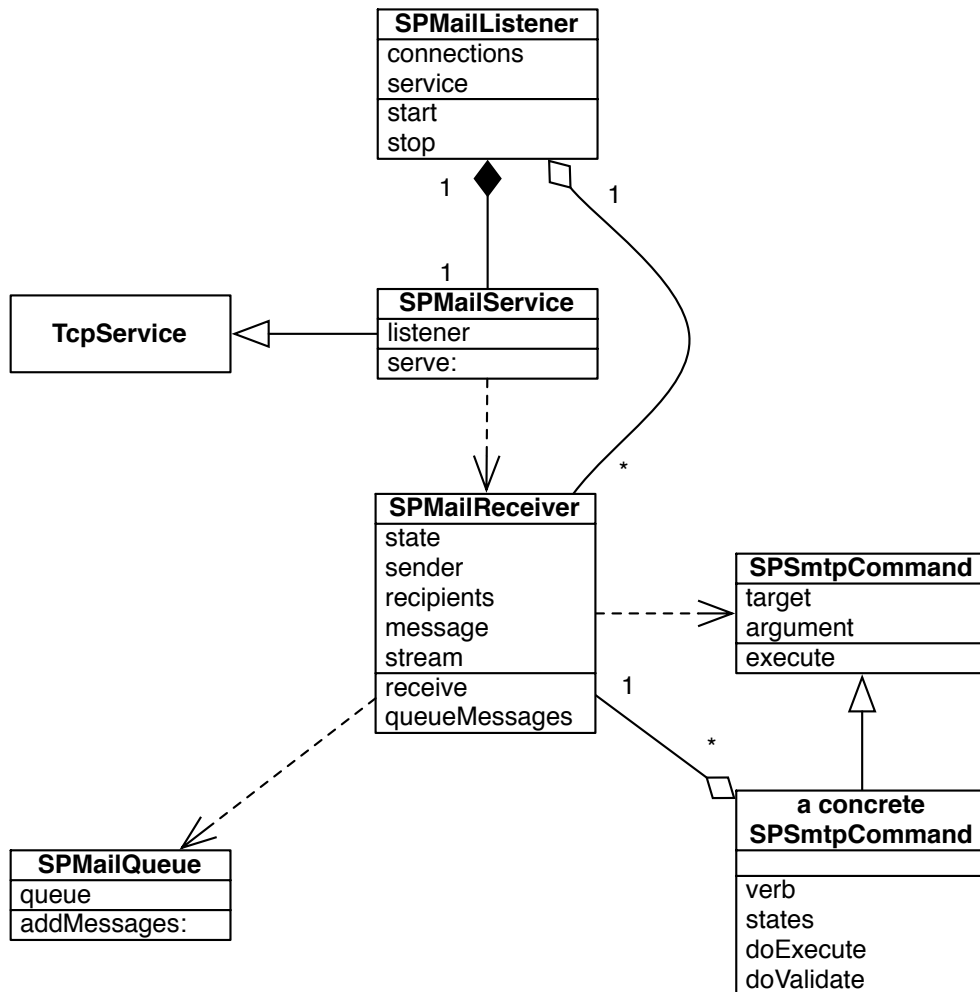 SPMailListener
connections
service
start
stop
1
1
1
SPMailService
listener
serve:
TcpService
*
SPMailReceiver
state
sender
recipients
message
stream
receive
queueMessages
SPSmtpCommand
target
argument
execute
1
*
a concrete
SPSmtpCommand
verb
states
doExecute
doValidate
SPMailQueue
queue
addMessages: